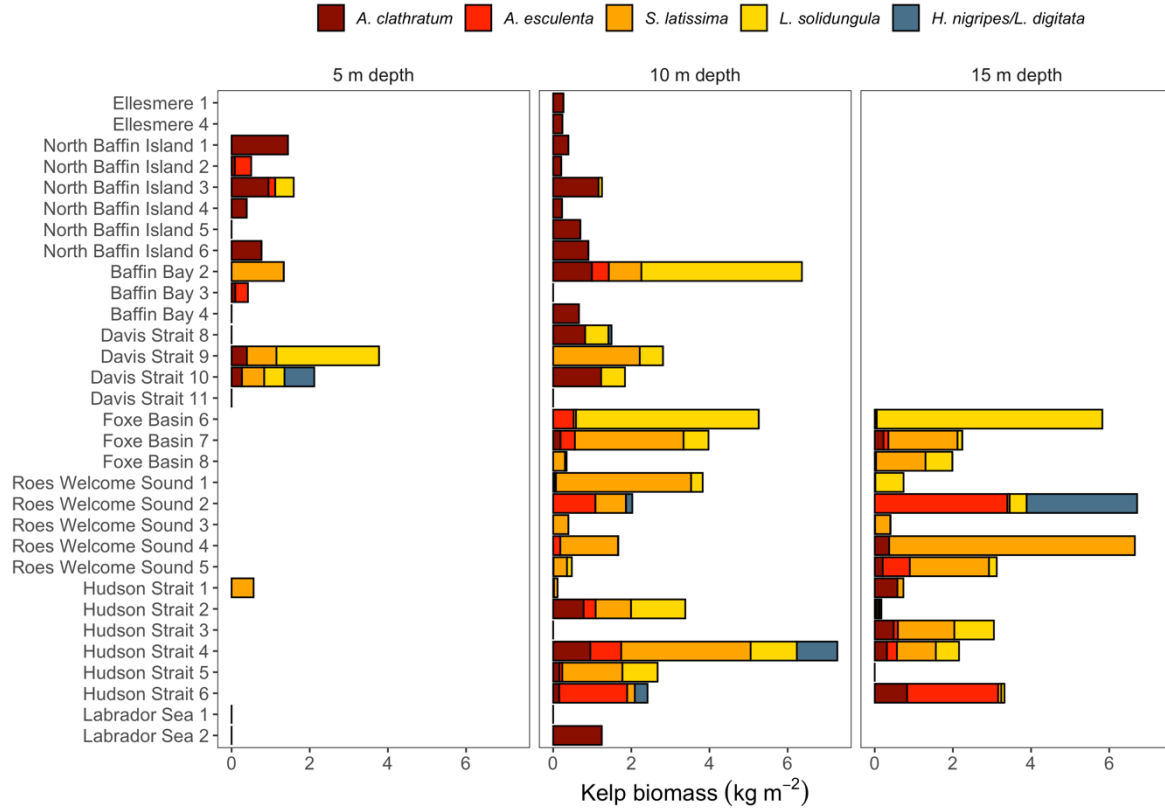 A. clathratum A. esculenta S. latissima L. solidungula H. nigripes/L. digitata
5 m depth 10 m depth 15 m depth
Ellesmere 1
Ellesmere 4
North Baffin Island 1
North Baffin Island 2
North Baffin Island 3
North Baffin Island 4
North Baffin Island 5
North Baffin Island 6
Baffin Bay 2
Baffin Bay 3
Baffin Bay 4
Davis Strait 8
Davis Strait 9
Davis Strait 10
Davis Strait 11
Foxe Basin 6
Foxe Basin 7
Foxe Basin 8
Roes Welcome Sound 1
Roes Welcome Sound 2
Roes Welcome Sound 3
Roes Welcome Sound 4
Roes Welcome Sound 5
Hudson Strait 1
Hudson Strait 2
Hudson Strait 3
Hudson Strait 4
Hudson Strait 5
Hudson Strait 6
Labrador Sea 1
Labrador Sea 2
0 2 4 6 0 2 4 6 0 2 4 6
Kelp biomass (kg m⁻²)